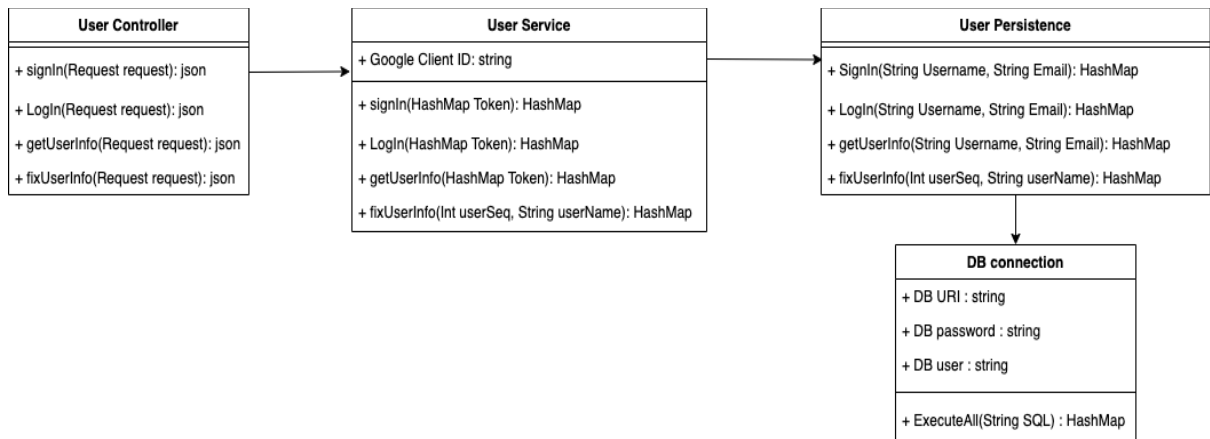 User Controller
+ signIn(Request request): json
+ LogIn(Request request): json
+ getUserInfo(Request request): json
+ fixUserInfo(Request request): json
User Service
+ Google Client ID: string
+ signIn(HashMap Token): HashMap
+ LogIn(HashMap Token): HashMap
+ getUserInfo(HashMap Token): HashMap
+ fixUserInfo(Int userSeq, String userName): HashMap
User Persistence
+ SignIn(String Username, String Email): HashMap
+ LogIn(String Username, String Email): HashMap
+ getUserInfo(String Username, String Email): HashMap
+ fixUserInfo(Int userSeq, String userName): HashMap
DB connection
+ DB URI : string
+ DB password : string
+ DB user : string
+ ExecuteAll(String SQL) : HashMap